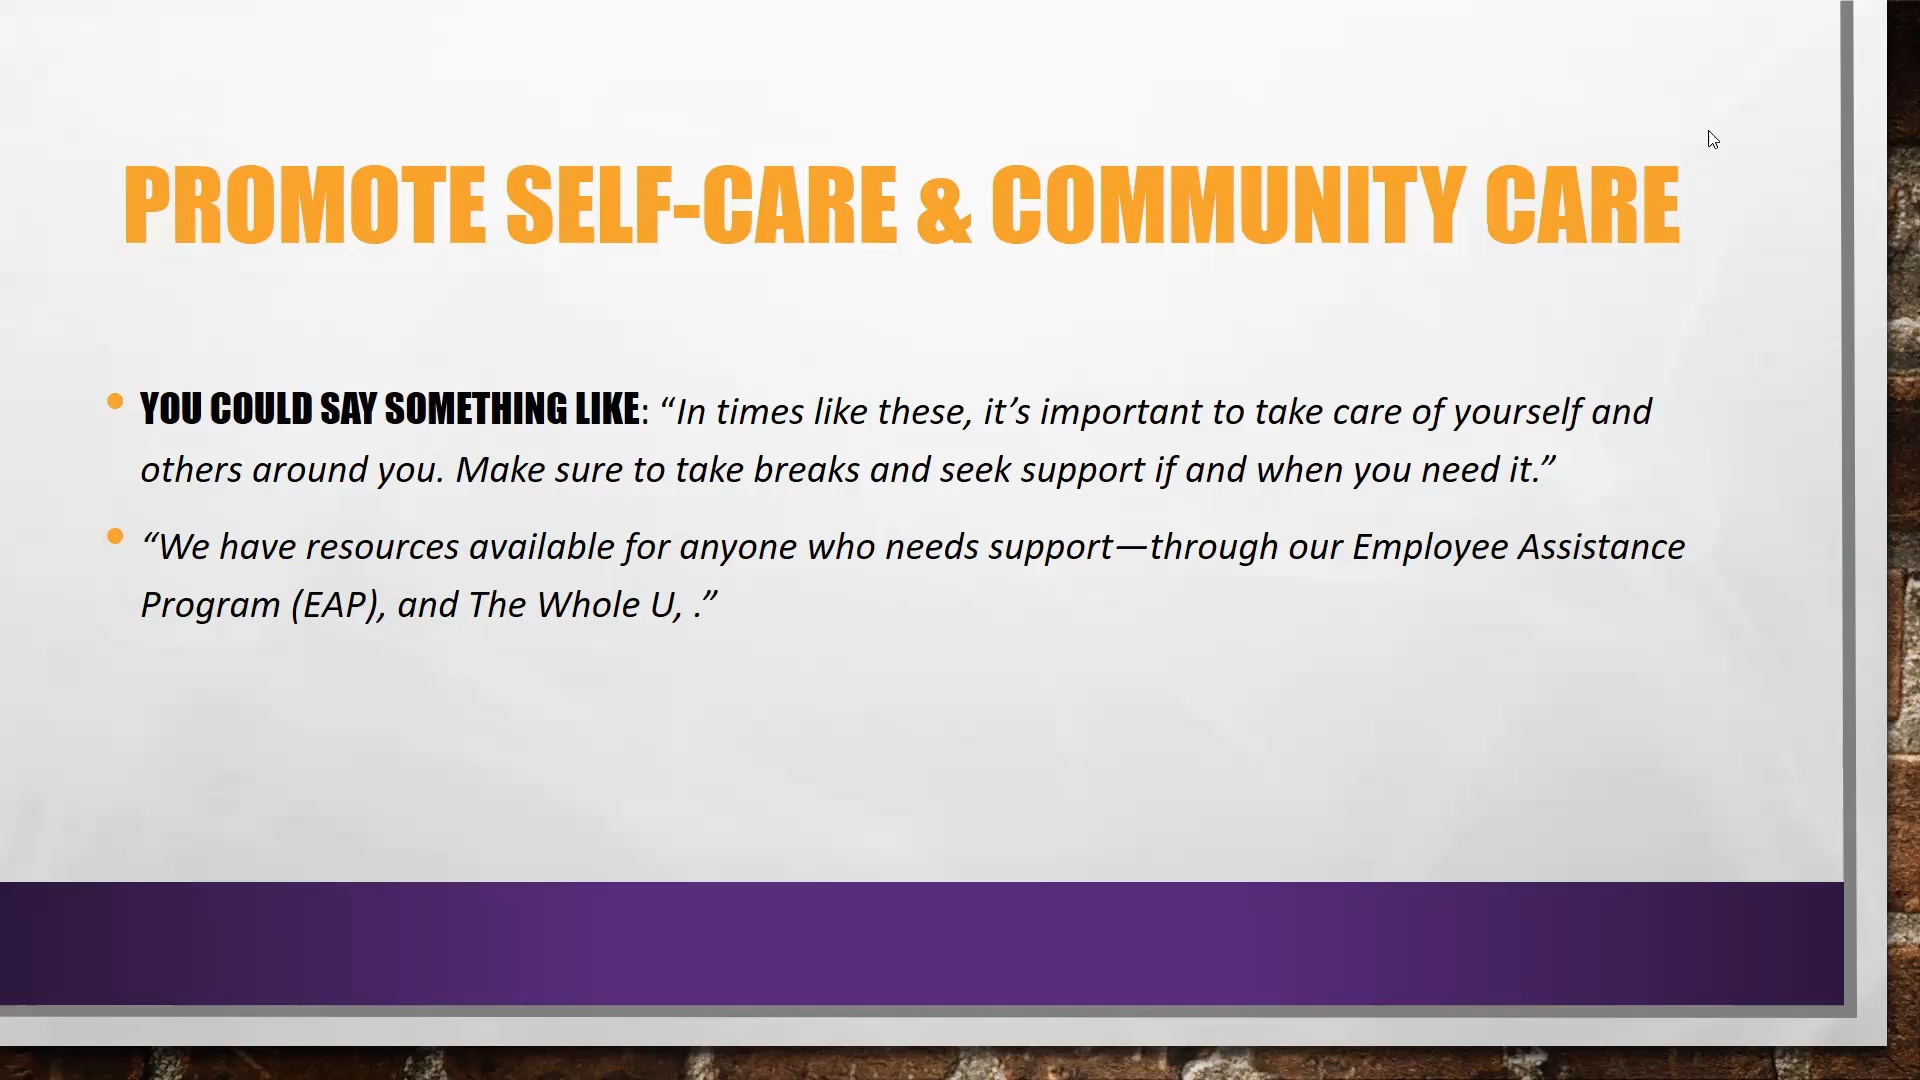 PROMOTE SELF-CARE & COMMUNITY CARE
YOU COULD SAY SOMETHING LIKE: “In times like these, it’s important to take care of yourself and
others around you. Make sure to take breaks and seek support if and when you need it.”
“We have resources available for anyone who needs support—through our Employee Assistance
Program (EAP), and The Whole U, .”